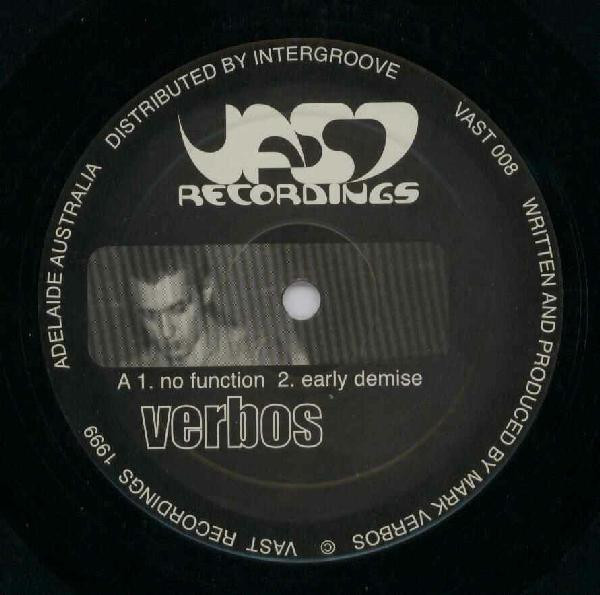 VAST
RECORDINGS
A 1. no function 2. early demise
verbos
ADELAIDE AUSTRALIA DISTRIBUTED BY INTERGROOVE VAST 008 WRITTEN AND PRODUCED BY MARK VERBOS © VAST RECORDINGS 1999